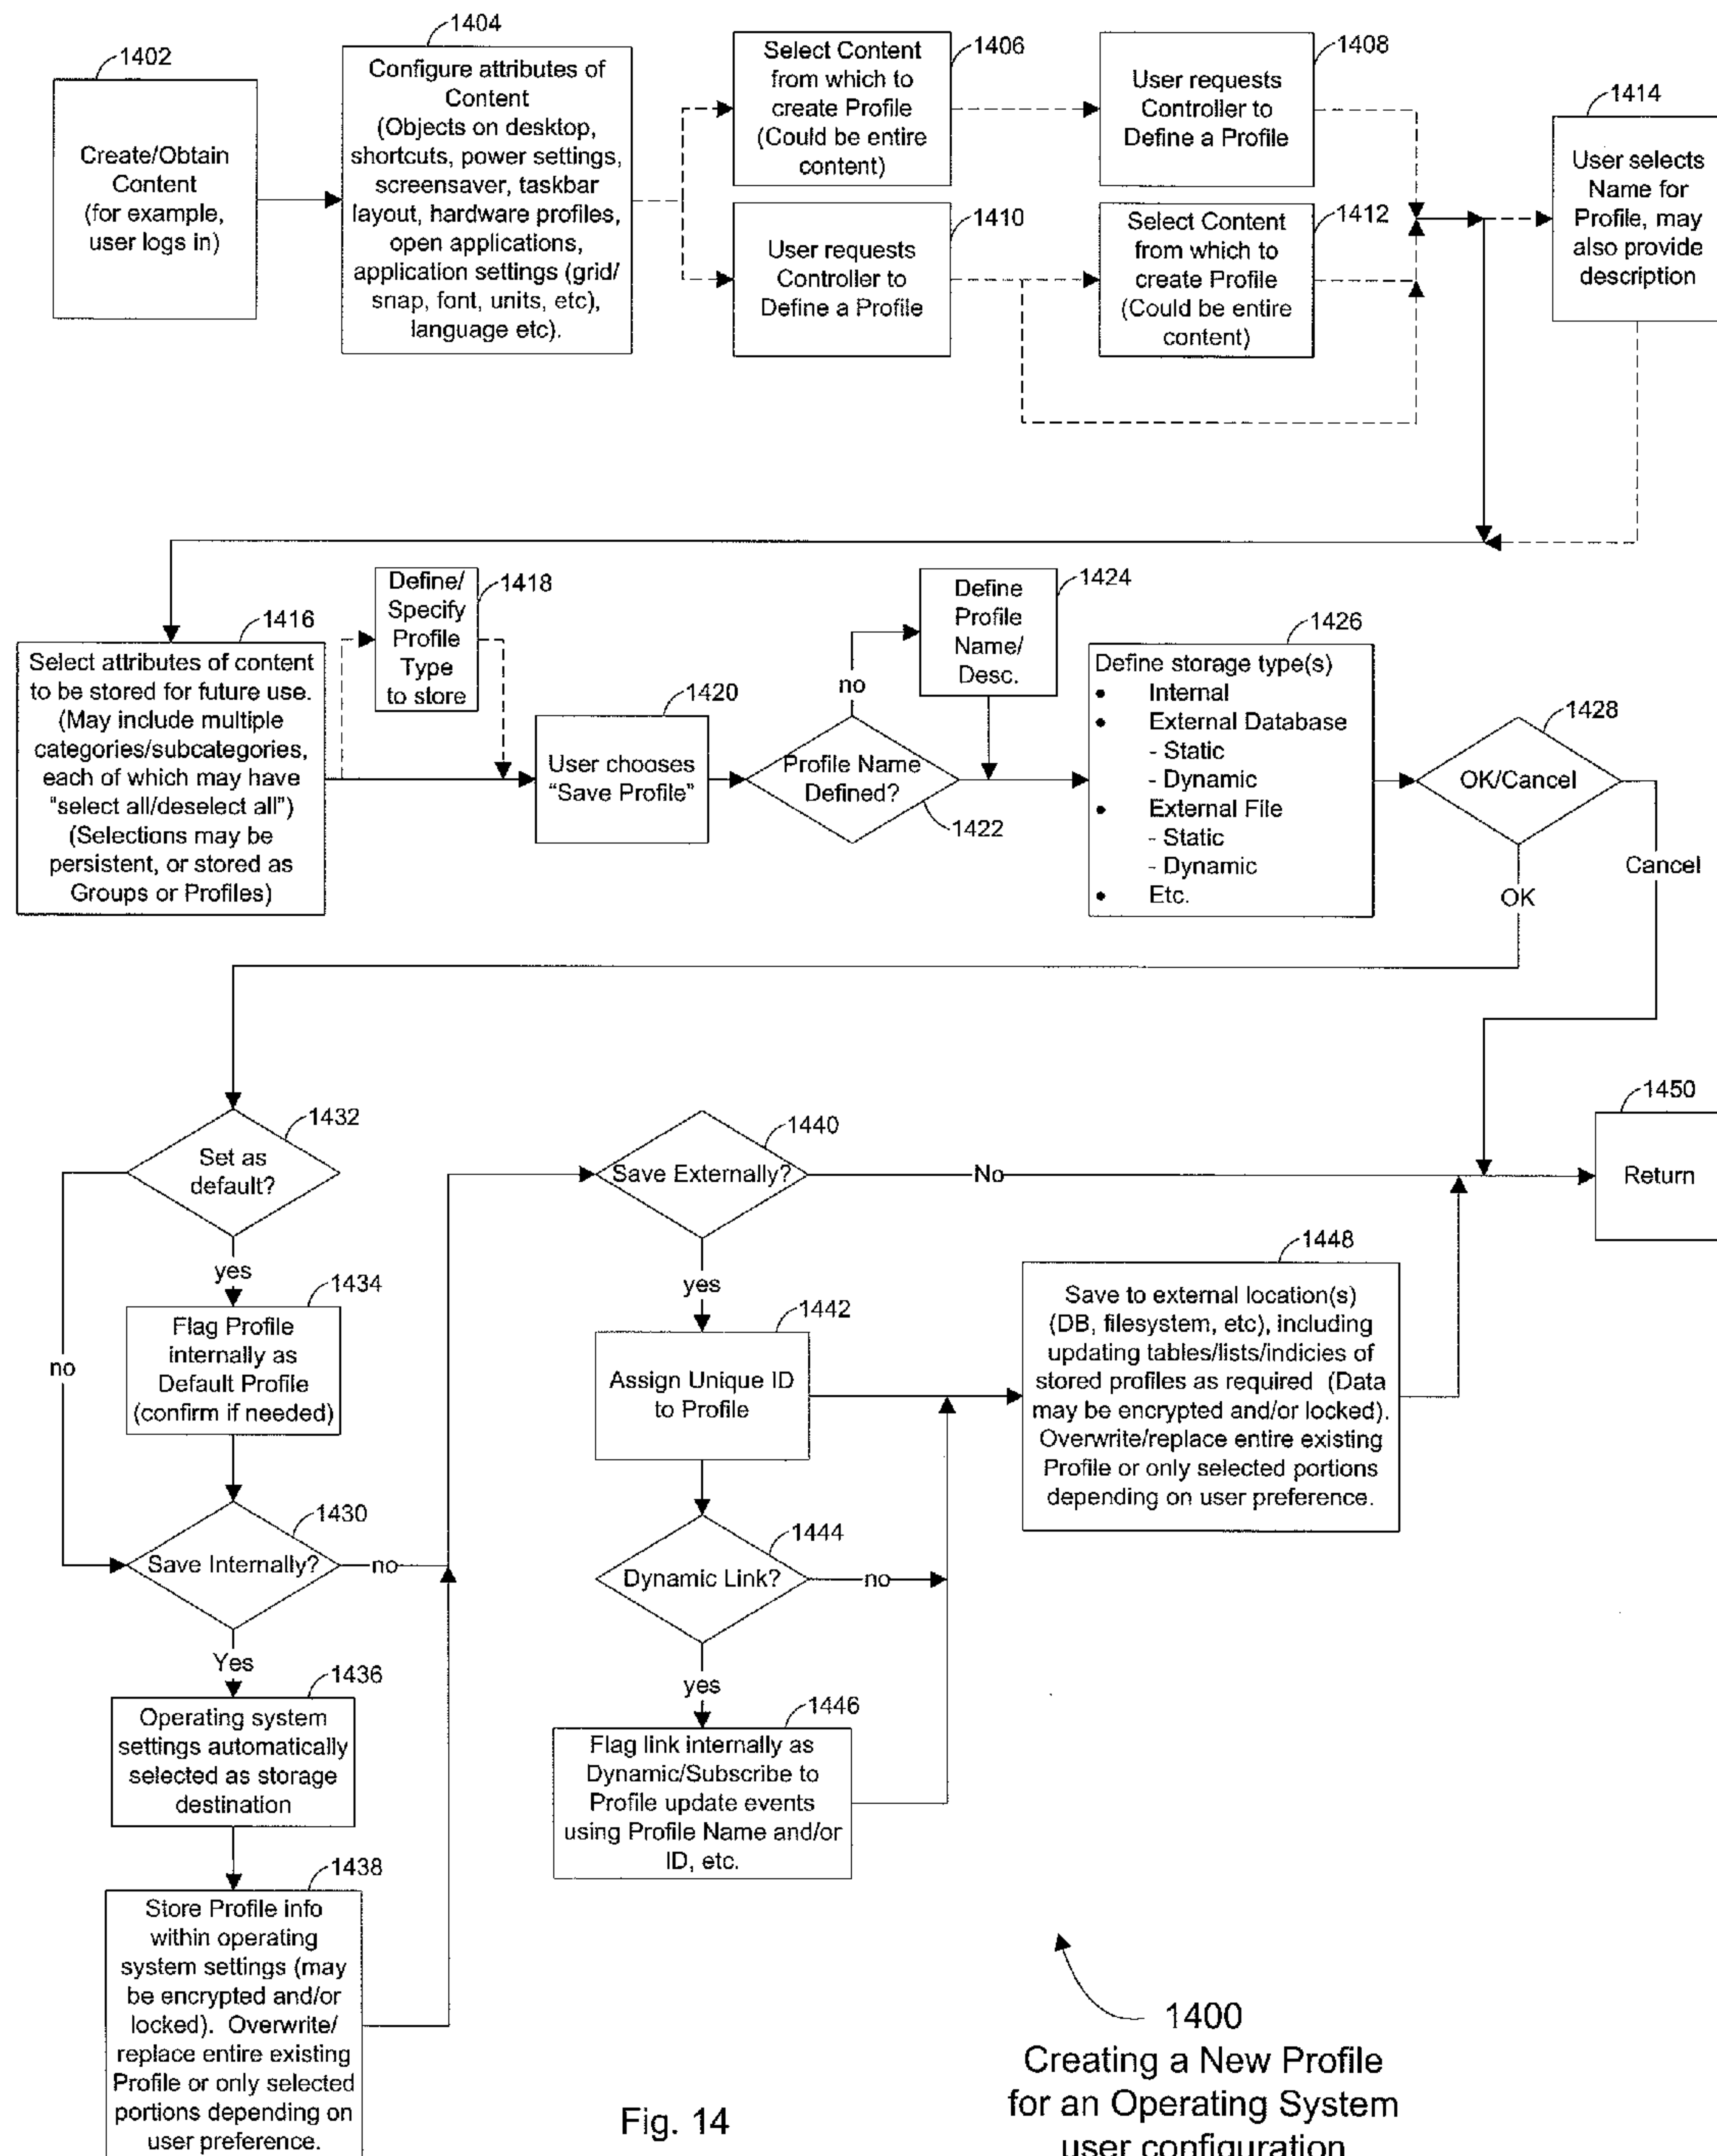 1402
Create/Obtain
Content
(for example,
user logs in)
1404
Configure attributes of
Content
(Objects on desktop,
shortcuts, power settings,
screensaver, taskbar
layout, hardware profiles,
open applications,
application settings (grid/
snap, font, units, etc),
language etc).
1406
Select Content
from which to
create Profile
(Could be entire
content)
1408
User requests
Controller to
Define a Profile
1410
User requests
Controller to
Define a Profile
1412
Select Content
from which to
create Profile
(Could be entire
content)
1414
User selects
Name for
Profile, may
also provide
description
1416
Select attributes of content
to be stored for future use.
(May include multiple
categories/subcategories,
each of which may have
“select all/deselect all”)
(Selections may be
persistent, or stored as
Groups or Profiles)
1418
Define/
Specify
Profile
Type
to store
1420
User chooses
“Save Profile”
1422
Profile Name
Defined?
no
1424
Define
Profile
Name/
Desc.
1426
Define storage type(s)
• Internal
• External Database
- Static
- Dynamic
• External File
- Static
- Dynamic
• Etc.
1428
OK/Cancel
Cancel
OK
1432
Set as
default?
yes
no
1434
Flag Profile
internally as
Default Profile
(confirm if needed)
1430
Save Internally?
no
Yes
1436
Operating system
settings automatically
selected as storage
destination
1438
Store Profile info
within operating
system settings (may
be encrypted and/or
locked). Overwrite/
replace entire existing
Profile or only selected
portions depending on
user preference.
1440
Save Externally?
No
yes
1442
Assign Unique ID
to Profile
1444
Dynamic Link?
no
yes
1446
Flag link internally as
Dynamic/Subscribe to
Profile update events
using Profile Name and/or
ID, etc.
1448
Save to external location(s)
(DB, filesystem, etc), including
updating tables/lists/indicies of
stored profiles as required (Data
may be encrypted and/or locked).
Overwrite/replace entire existing
Profile or only selected portions
depending on user preference.
1450
Return
Fig. 14
1400
Creating a New Profile
for an Operating System
user configuration